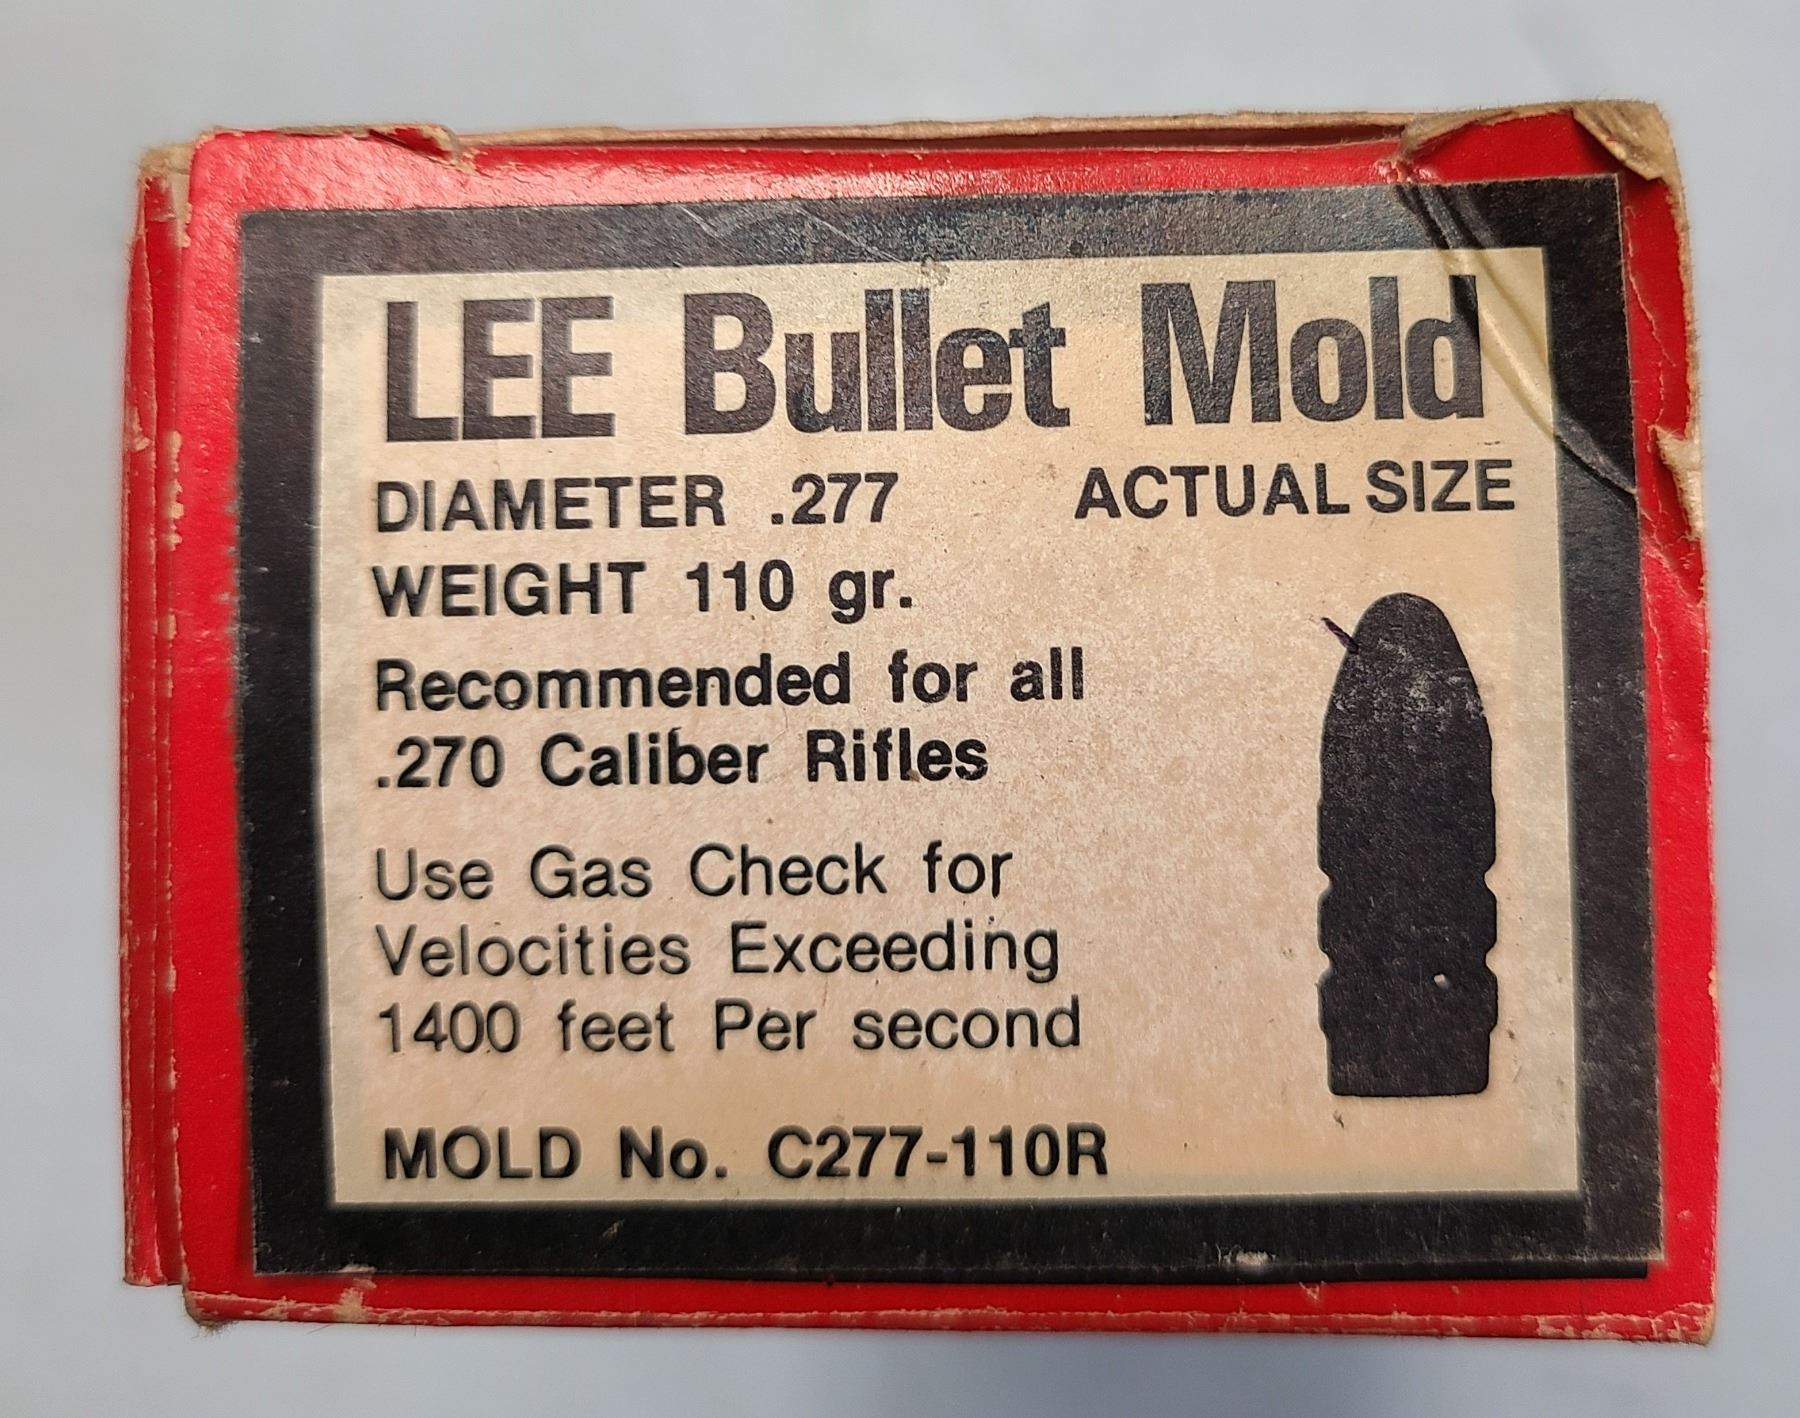 LEE Bullet Mold
DIAMETER .277 ACTUAL SIZE
WEIGHT 110 gr.
Recommended for all
.270 Caliber Rifles
Use Gas Check for
Velocities Exceeding
1400 feet Per second
MOLD No. C277-110R